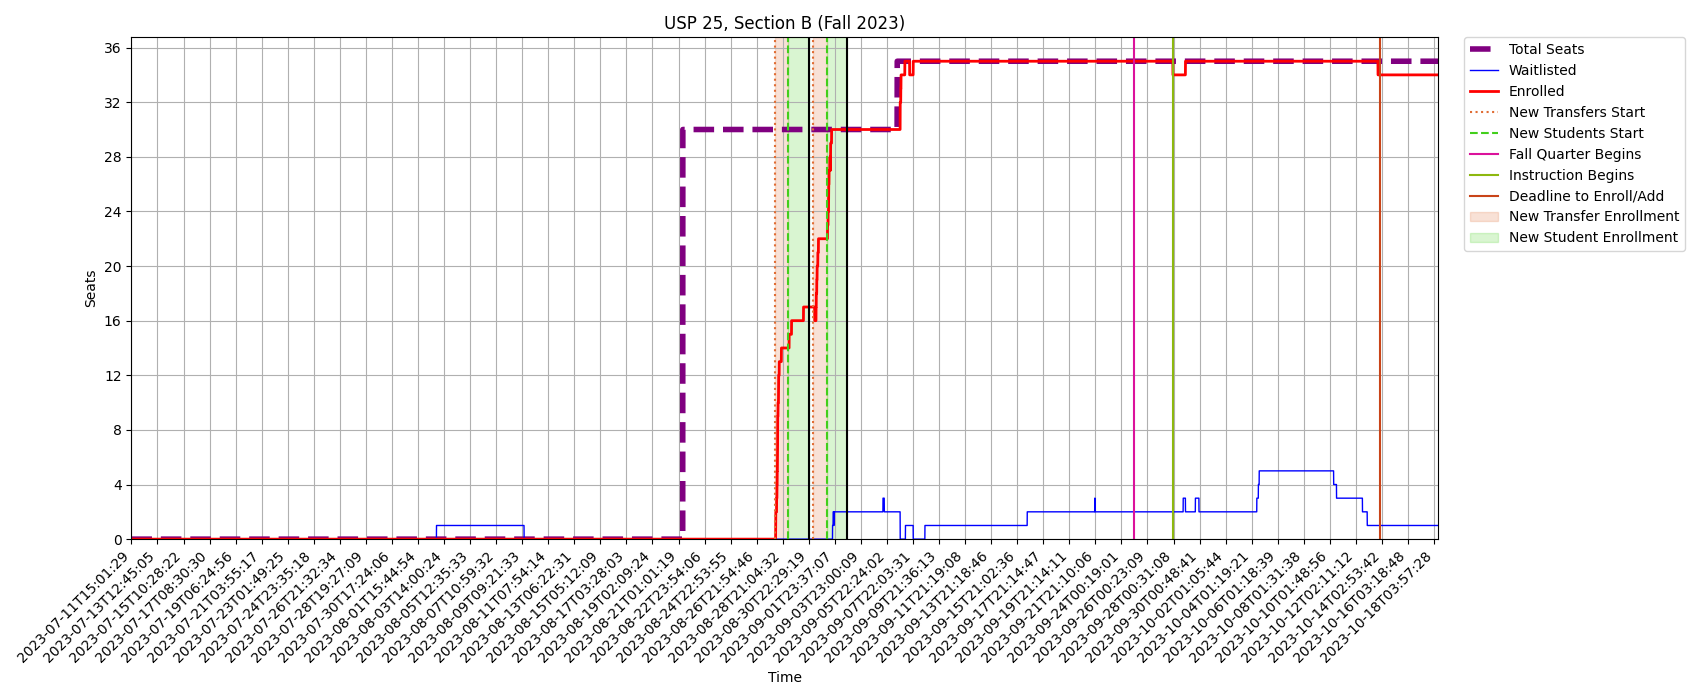 USP 25, Section B (Fall 2023)
Total Seats
Waitlisted
Enrolled
New Transfers Start
New Students Start
Fall Quarter Begins
Instruction Begins
Deadline to Enroll/Add
New Transfer Enrollment
New Student Enrollment
Seats
36
32
28
24
20
16
12
8
4
0
2023-07-11T15:01:29
2023-07-13T12:45:05
2023-07-15T10:28:22
2023-07-17T08:30:30
2023-07-19T06:24:56
2023-07-21T03:55:17
2023-07-23T01:49:25
2023-07-24T23:35:18
2023-07-26T21:32:34
2023-07-28T19:27:09
2023-07-30T17:24:06
2023-08-01T15:44:54
2023-08-03T14:00:24
2023-08-05T12:35:33
2023-08-07T10:59:32
2023-08-09T09:21:33
2023-08-11T07:54:14
2023-08-13T06:22:31
2023-08-15T05:12:09
2023-08-17T03:28:03
2023-08-19T02:09:24
2023-08-21T01:01:19
2023-08-22T23:54:06
2023-08-24T22:53:55
2023-08-26T21:54:46
2023-08-28T21:04:32
2023-08-30T22:29:19
2023-09-01T23:37:07
2023-09-03T23:00:09
2023-09-05T22:24:02
2023-09-07T22:03:31
2023-09-09T21:36:13
2023-09-11T21:19:08
2023-09-13T21:18:46
2023-09-15T21:02:36
2023-09-17T21:14:47
2023-09-19T21:14:11
2023-09-21T21:10:06
2023-09-24T00:19:01
2023-09-26T00:23:09
2023-09-28T00:31:08
2023-09-30T00:48:41
2023-10-02T01:05:44
2023-10-04T01:19:21
2023-10-06T01:18:39
2023-10-08T01:31:38
2023-10-10T01:48:56
2023-10-12T02:11:12
2023-10-14T02:53:42
2023-10-16T03:18:48
2023-10-18T03:57:28
Time